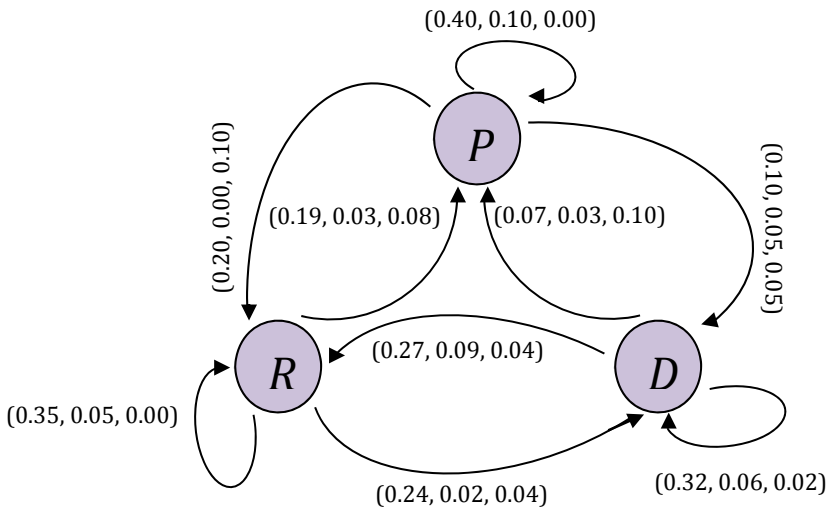 (0.40, 0.10, 0.00)
P
(0.20, 0.00, 0.10)
(0.19, 0.03, 0.08)
(0.07, 0.03, 0.10)
(0.10, 0.05, 0.05)
(0.27, 0.09, 0.04)
R
D
(0.35, 0.05, 0.00)
(0.24, 0.02, 0.04)
(0.32, 0.06, 0.02)